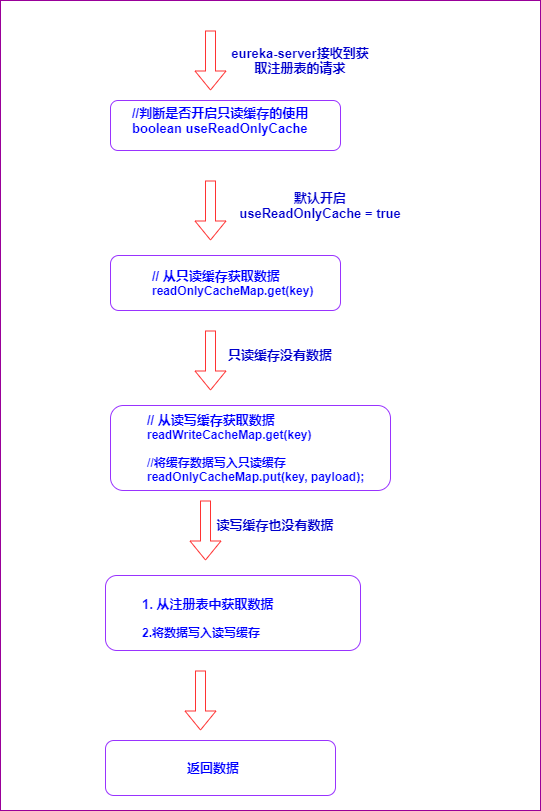 eureka-server接收到获
取注册表的请求
//判断是否开启只读缓存的使用
boolean useReadOnlyCache
默认开启
useReadOnlyCache = true
// 从只读缓存获取数据
readOnlyCacheMap.get(key)
只读缓存没有数据
// 从读写缓存获取数据
readWriteCacheMap.get(key)
//将缓存数据写入只读缓存
readOnlyCacheMap.put(key, payload);
读写缓存也没有数据
1. 从注册表中获取数据
2.将数据写入读写缓存
返回数据